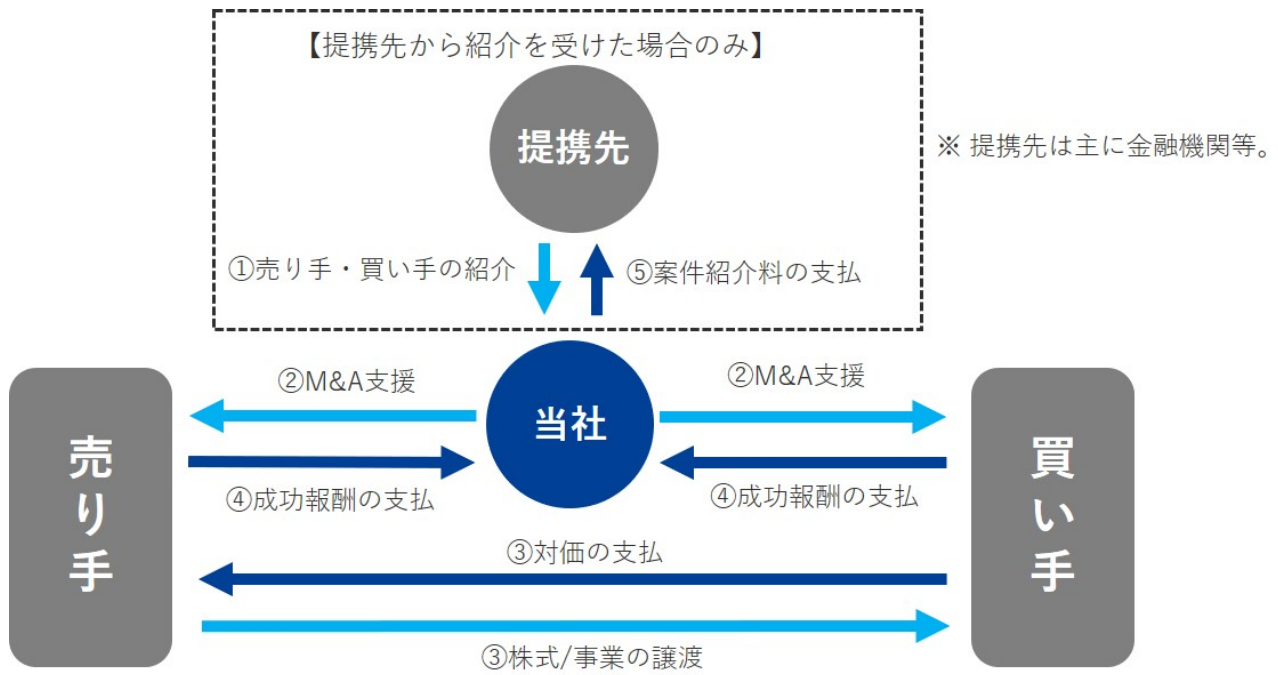 【提携先から紹介を受けた場合のみ】
提携先
※ 提携先は主に金融機関等。
①売り手・買い手の紹介
⑤案件紹介料の支払
②M&A支援
②M&A支援
当社
売り手
買い手
④成功報酬の支払
④成功報酬の支払
③対価の支払
③株式/事業の譲渡